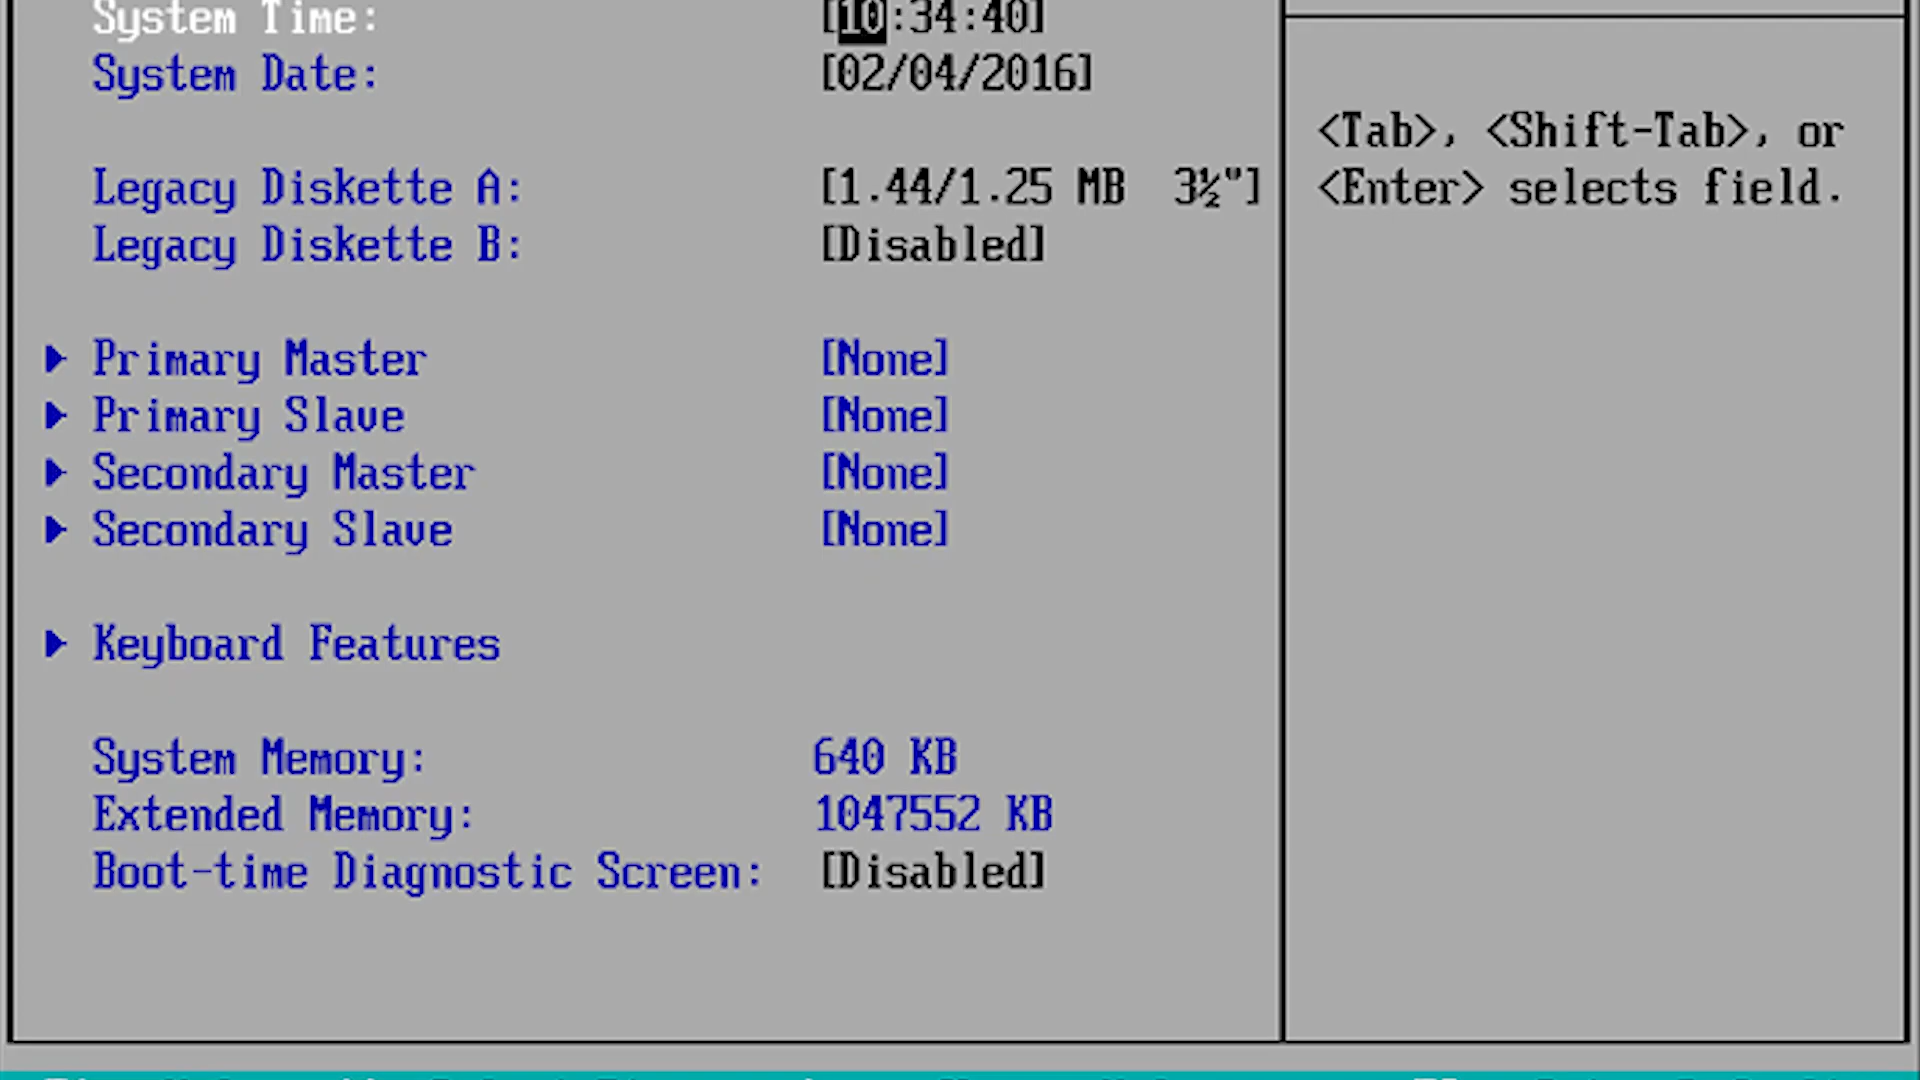 System Time: [10:34:40]
System Date: [02/04/2016]
Legacy Diskette A: [1.44/1.25 MB 3½"]
Legacy Diskette B: [Disabled]
Primary Master [None]
Primary Slave [None]
Secondary Master [None]
Secondary Slave [None]
Keyboard Features
System Memory: 640 KB
Extended Memory: 1047552 KB
Boot-time Diagnostic Screen: [Disabled]
<Tab>, <Shift-Tab>, or
<Enter> selects field.